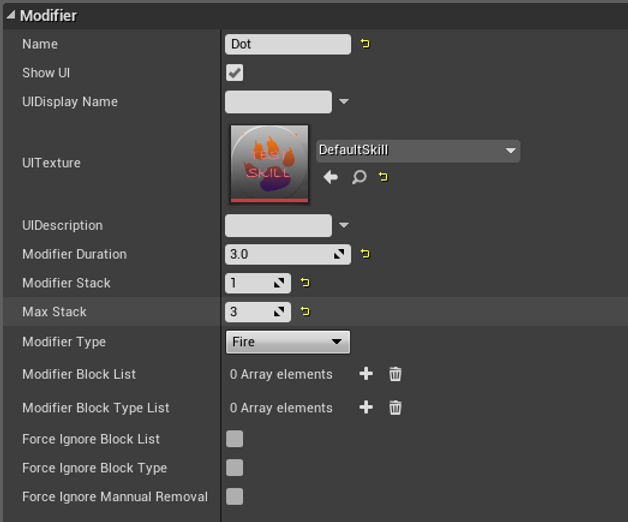 Modifier
Name Dot
Show UI
UIDisplay Name
UITexture TEST SKILL DefaultSkill
UIDescription
Modifier Duration 3.0
Modifier Stack 1
Max Stack 3
Modifier Type Fire
Modifier Block List 0 Array elements
Modifier Block Type List 0 Array elements
Force Ignore Block List
Force Ignore Block Type
Force Ignore Mannual Removal